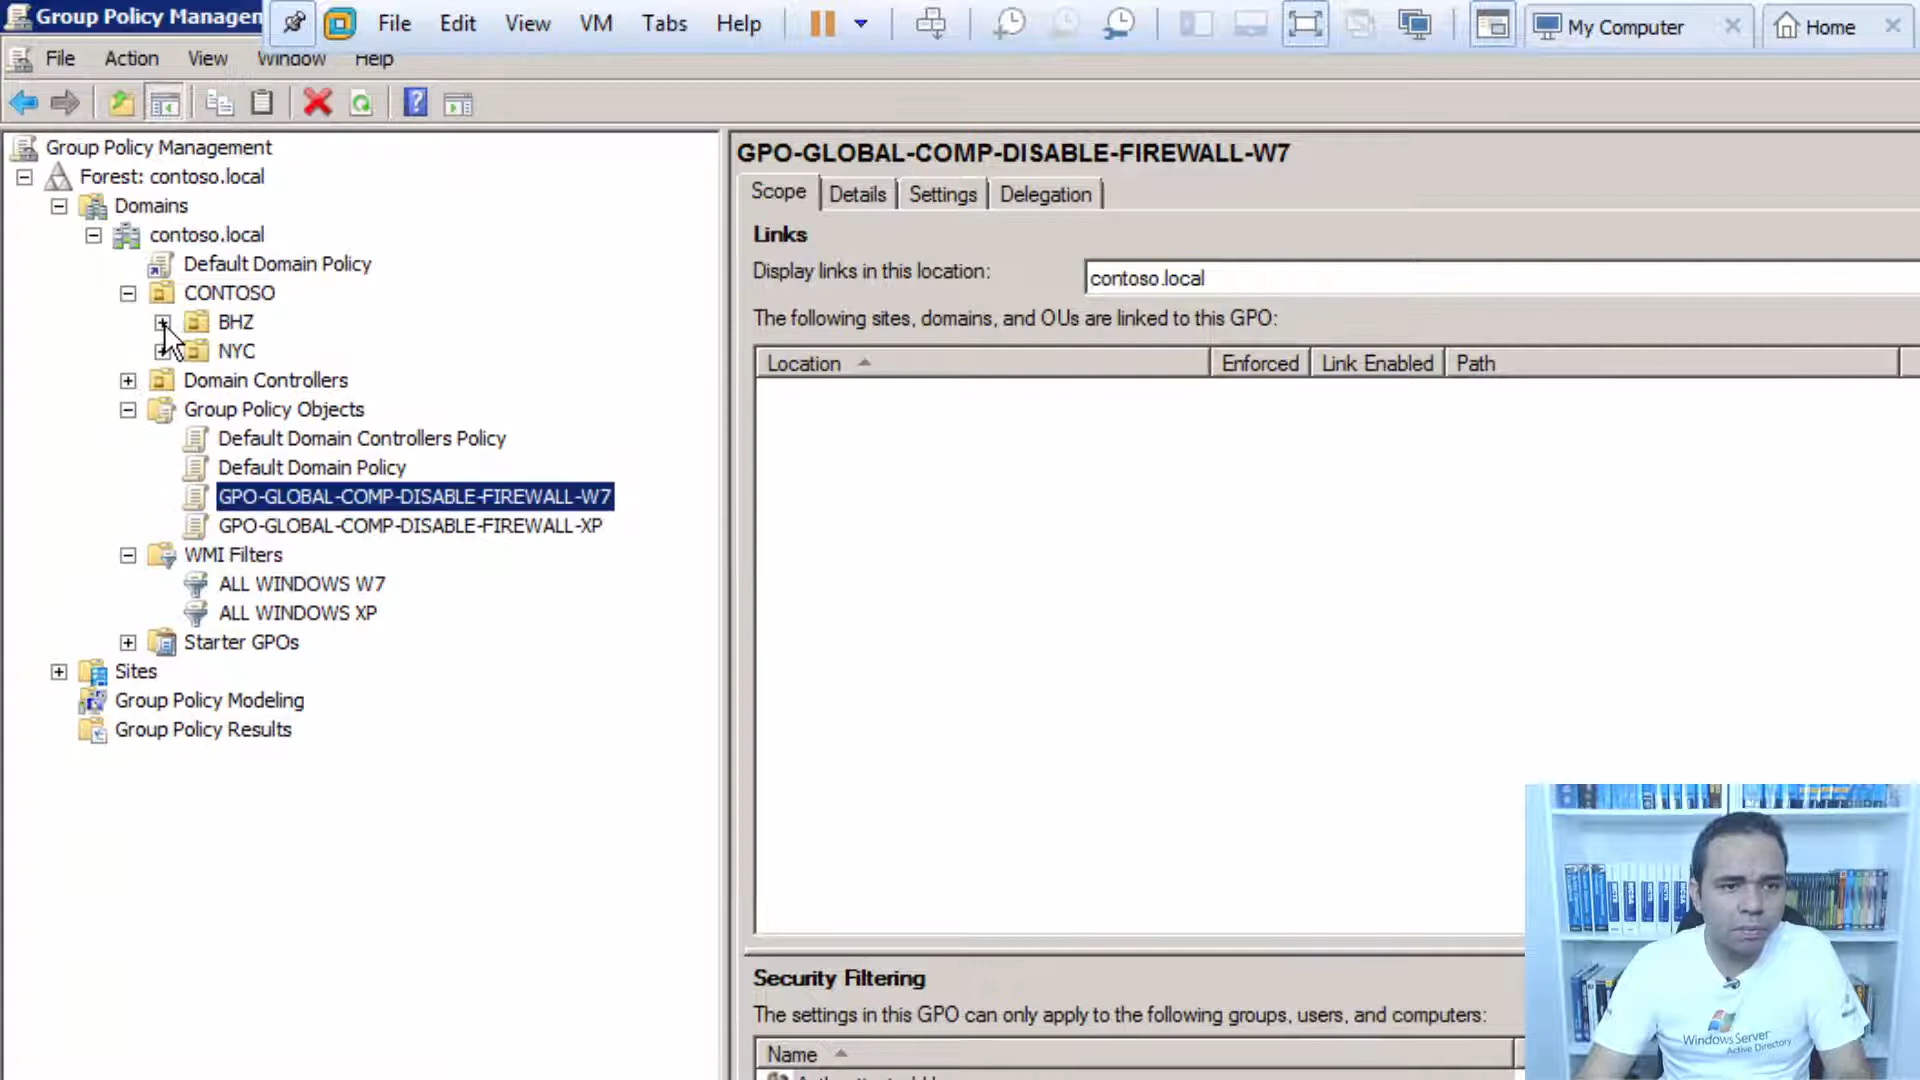 Group Policy Managemen
File Edit View VM Tabs Help
My Computer
Home
File Action View Window Help
Group Policy Management
Forest: contoso.local
Domains
contoso.local
Default Domain Policy
CONTOSO
BHZ
NYC
Domain Controllers
Group Policy Objects
Default Domain Controllers Policy
Default Domain Policy
GPO-GLOBAL-COMP-DISABLE-FIREWALL-W7
GPO-GLOBAL-COMP-DISABLE-FIREWALL-XP
WMI Filters
ALL WINDOWS W7
ALL WINDOWS XP
Starter GPOs
Sites
Group Policy Modeling
Group Policy Results
GPO-GLOBAL-COMP-DISABLE-FIREWALL-W7
Scope Details Settings Delegation
Links
Display links in this location:
contoso.local
The following sites, domains, and OUs are linked to this GPO:
Location Enforced Link Enabled Path
Security Filtering
The settings in this GPO can only apply to the following groups, users, and computers:
Name
Windows Server
Active Directory